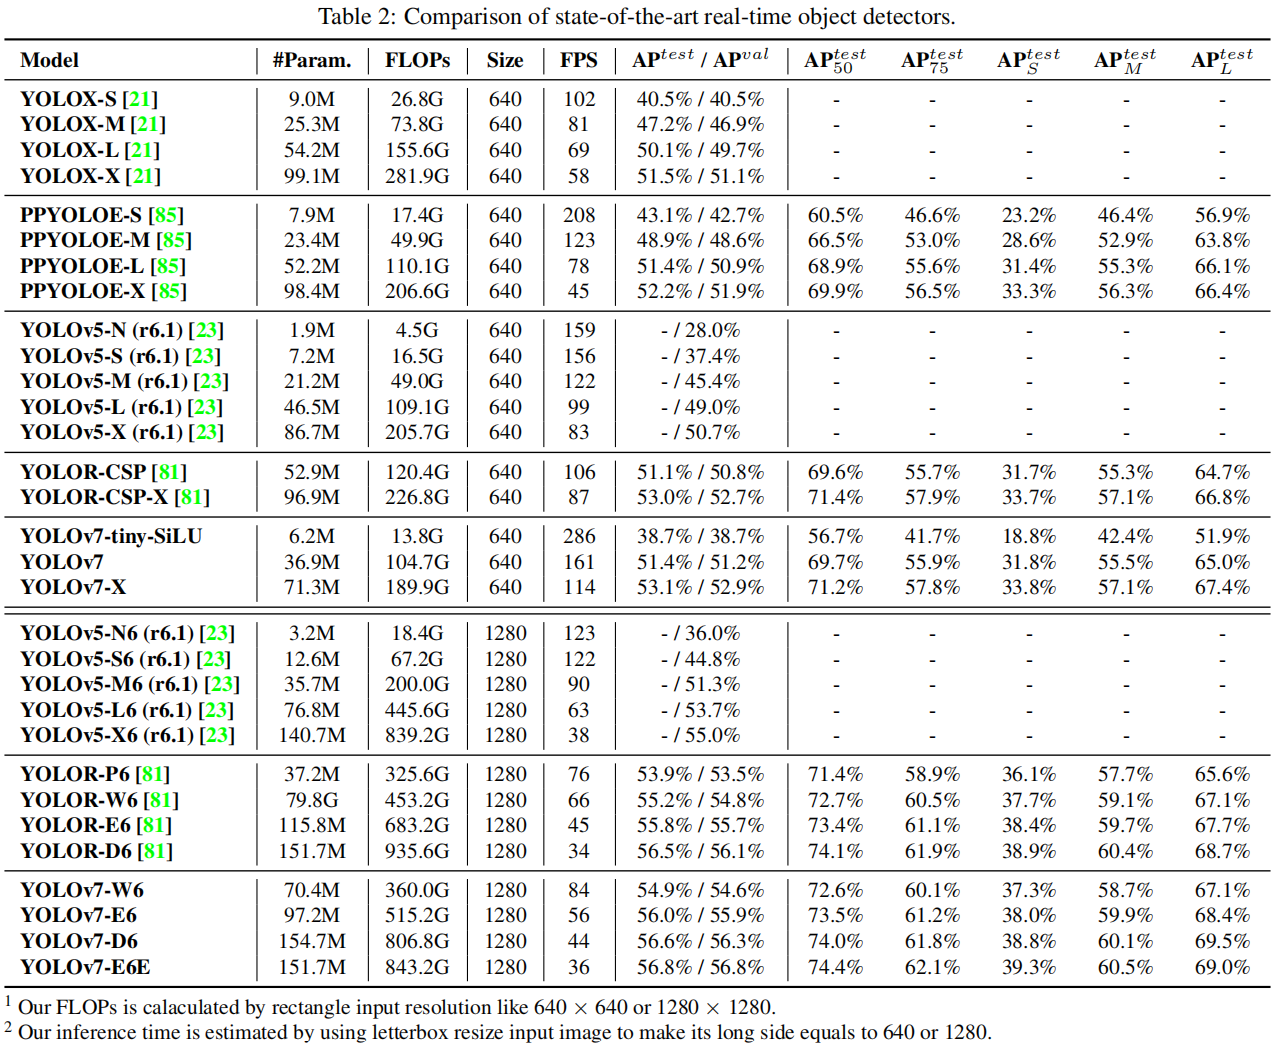 Table 2: Comparison of state-of-the-art real-time object detectors.
Model #Param. FLOPs Size FPS AP^test / AP^val AP_50^test AP_75^test AP_S^test AP_M^test AP_L^test
YOLOX-S [21] 9.0M 26.8G 640 102 40.5% / 40.5% - - - - -
YOLOX-M [21] 25.3M 73.8G 640 81 47.2% / 46.9% - - - - -
YOLOX-L [21] 54.2M 155.6G 640 69 50.1% / 49.7% - - - - -
YOLOX-X [21] 99.1M 281.9G 640 58 51.5% / 51.1% - - - - -
PPYOLOE-S [85] 7.9M 17.4G 640 208 43.1% / 42.7% 60.5% 46.6% 23.2% 46.4% 56.9%
PPYOLOE-M [85] 23.4M 49.9G 640 123 48.9% / 48.6% 66.5% 53.0% 28.6% 52.9% 63.8%
PPYOLOE-L [85] 52.2M 110.1G 640 78 51.4% / 50.9% 68.9% 55.6% 31.4% 55.3% 66.1%
PPYOLOE-X [85] 98.4M 206.6G 640 45 52.2% / 51.9% 69.9% 56.5% 33.3% 56.3% 66.4%
YOLOv5-N (r6.1) [23] 1.9M 4.5G 640 159 - / 28.0% - - - - -
YOLOv5-S (r6.1) [23] 7.2M 16.5G 640 156 - / 37.4% - - - - -
YOLOv5-M (r6.1) [23] 21.2M 49.0G 640 122 - / 45.4% - - - - -
YOLOv5-L (r6.1) [23] 46.5M 109.1G 640 99 - / 49.0% - - - - -
YOLOv5-X (r6.1) [23] 86.7M 205.7G 640 83 - / 50.7% - - - - -
YOLOR-CSP [81] 52.9M 120.4G 640 106 51.1% / 50.8% 69.6% 55.7% 31.7% 55.3% 64.7%
YOLOR-CSP-X [81] 96.9M 226.8G 640 87 53.0% / 52.7% 71.4% 57.9% 33.7% 57.1% 66.8%
YOLOv7-tiny-SiLU 6.2M 13.8G 640 286 38.7% / 38.7% 56.7% 41.7% 18.8% 42.4% 51.9%
YOLOv7 36.9M 104.7G 640 161 51.4% / 51.2% 69.7% 55.9% 31.8% 55.5% 65.0%
YOLOv7-X 71.3M 189.9G 640 114 53.1% / 52.9% 71.2% 57.8% 33.8% 57.1% 67.4%
YOLOv5-N6 (r6.1) [23] 3.2M 18.4G 1280 123 - / 36.0% - - - - -
YOLOv5-S6 (r6.1) [23] 12.6M 67.2G 1280 122 - / 44.8% - - - - -
YOLOv5-M6 (r6.1) [23] 35.7M 200.0G 1280 90 - / 51.3% - - - - -
YOLOv5-L6 (r6.1) [23] 76.8M 445.6G 1280 63 - / 53.7% - - - - -
YOLOv5-X6 (r6.1) [23] 140.7M 839.2G 1280 38 - / 55.0% - - - - -
YOLOR-P6 [81] 37.2M 325.6G 1280 76 53.9% / 53.5% 71.4% 58.9% 36.1% 57.7% 65.6%
YOLOR-W6 [81] 79.8G 453.2G 1280 66 55.2% / 54.8% 72.7% 60.5% 37.7% 59.1% 67.1%
YOLOR-E6 [81] 115.8M 683.2G 1280 45 55.8% / 55.7% 73.4% 61.1% 38.4% 59.7% 67.7%
YOLOR-D6 [81] 151.7M 935.6G 1280 34 56.5% / 56.1% 74.1% 61.9% 38.9% 60.4% 68.7%
YOLOv7-W6 70.4M 360.0G 1280 84 54.9% / 54.6% 72.6% 60.1% 37.3% 58.7% 67.1%
YOLOv7-E6 97.2M 515.2G 1280 56 56.0% / 55.9% 73.5% 61.2% 38.0% 59.9% 68.4%
YOLOv7-D6 154.7M 806.8G 1280 44 56.6% / 56.3% 74.0% 61.8% 38.8% 60.1% 69.5%
YOLOv7-E6E 151.7M 843.2G 1280 36 56.8% / 56.8% 74.4% 62.1% 39.3% 60.5% 69.0%
1 Our FLOPs is calaculated by rectangle input resolution like 640 × 640 or 1280 × 1280.
2 Our inference time is estimated by using letterbox resize input image to make its long side equals to 640 or 1280.